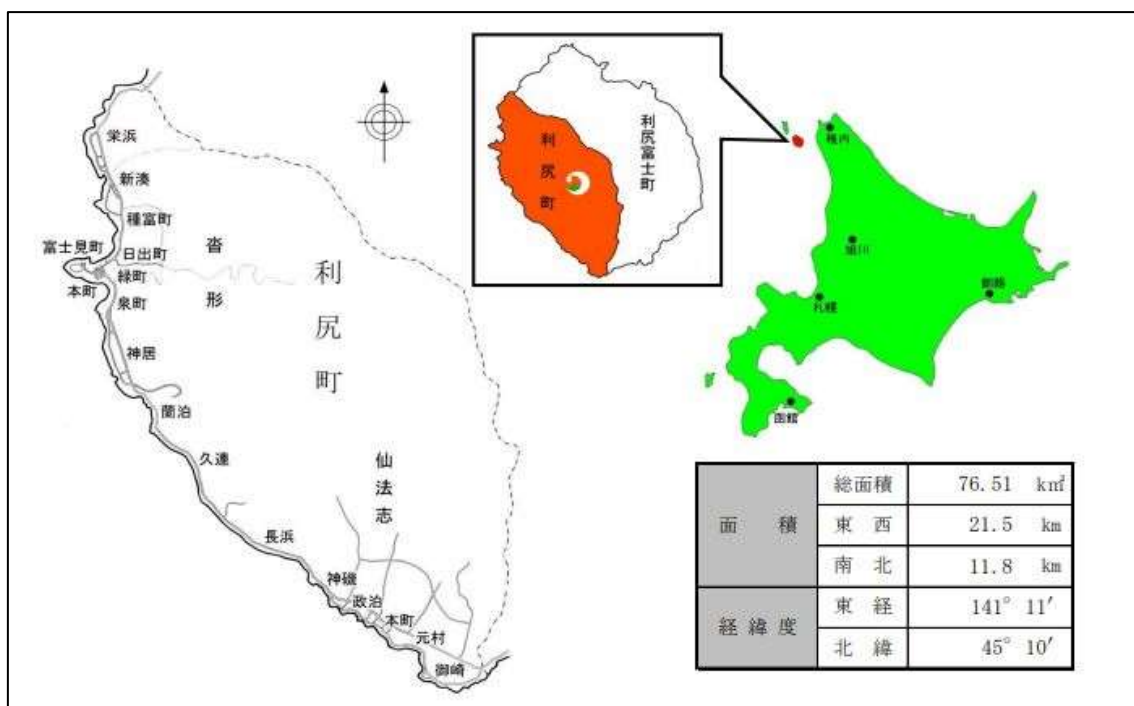 栄浜
新湊
種富町
富士見町
日出町
緑町
本町
泉町
神居
蘭泊
久連
長浜
神磯
政治
本町
元村
御崎
沓形
利尻町
仙法志
利尻町
利尻富士町
稚内
旭川
釧路
札幌
函館
面積 総面積 76.51 k㎡
東西 21.5 km
南北 11.8 km
経緯度 東経 141° 11′
北緯 45° 10′